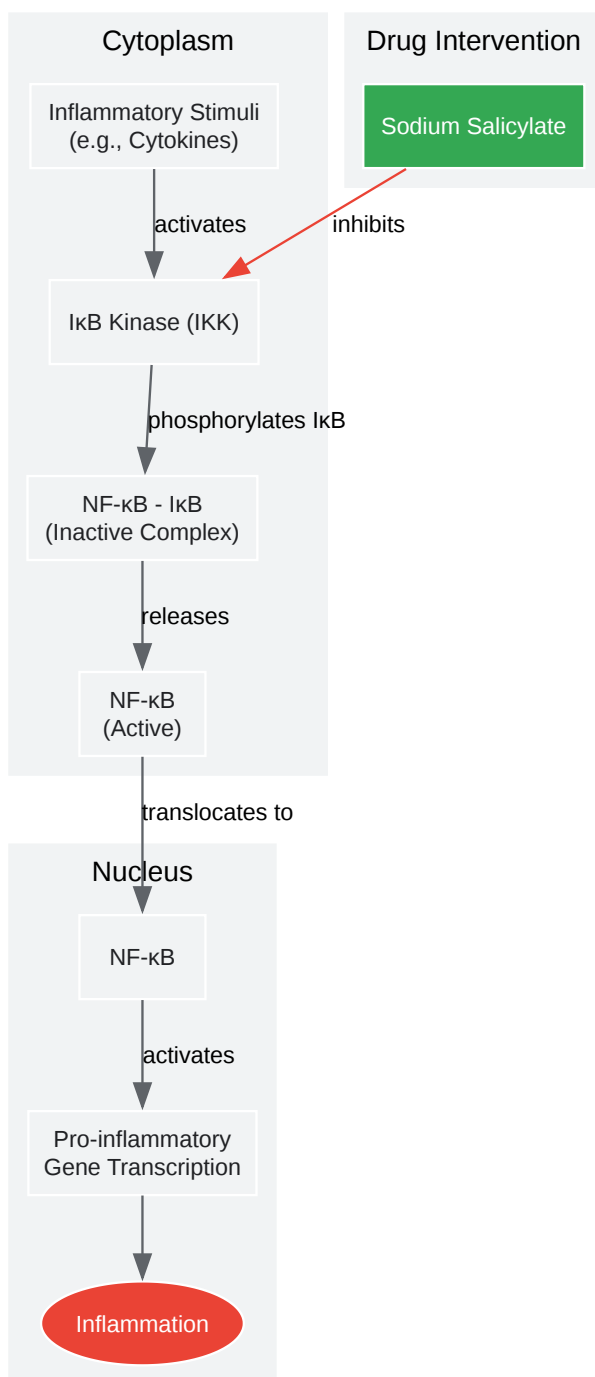 Cytoplasm
Drug Intervention
Inflammatory Stimuli
(e.g., Cytokines)
Sodium Salicylate
activates
inhibits
IκB Kinase (IKK)
phosphorylates IκB
NF-κB - IκB
(Inactive Complex)
releases
NF-κB
(Active)
translocates to
Nucleus
NF-κB
activates
Pro-inflammatory
Gene Transcription
Inflammation